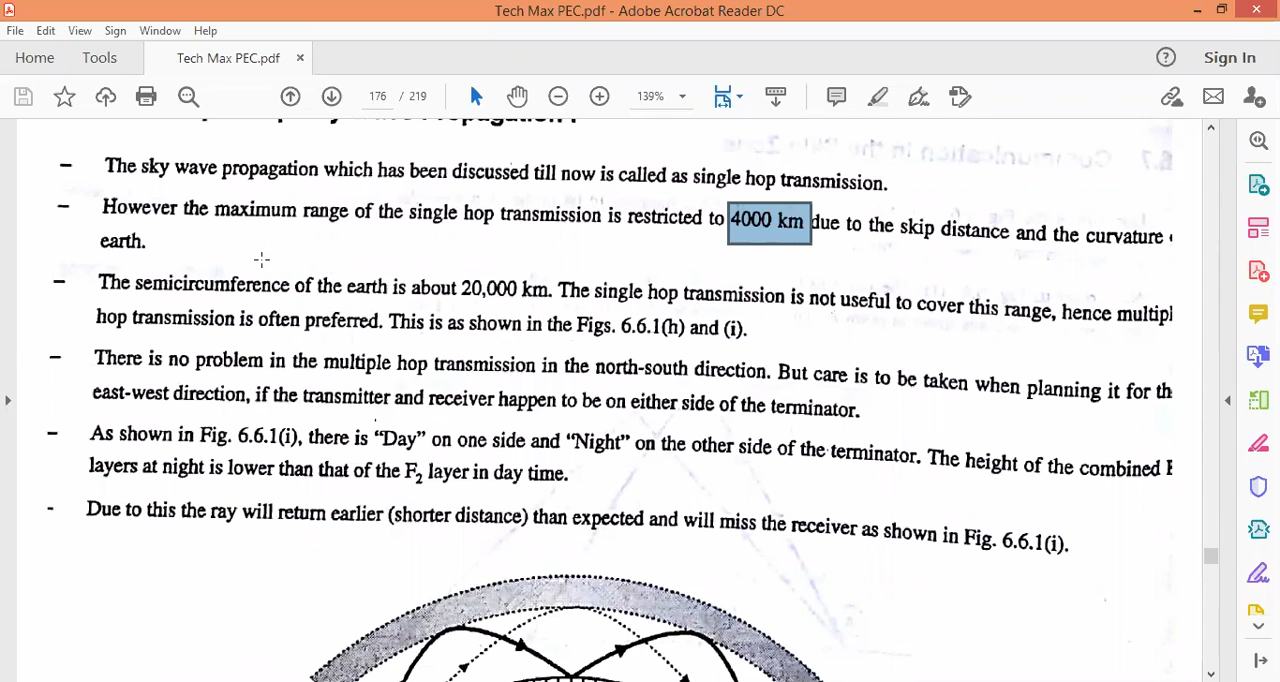 Tech Max PEC.pdf - Adobe Acrobat Reader DC
File Edit View Sign Window Help
Home Tools Tech Max PEC.pdf × ? Sign In
176 / 219 139%
The sky wave propagation which has been discussed till now is called as single hop transmission.
However the maximum range of the single hop transmission is restricted to 4000 km due to the skip distance and the curvature
earth.
The semicircumference of the earth is about 20,000 km. The single hop transmission is not useful to cover this range, hence multipl
hop transmission is often preferred. This is as shown in the Figs. 6.6.1(h) and (i).
There is no problem in the multiple hop transmission in the north-south direction. But care is to be taken when planning it for th
east-west direction, if the transmitter and receiver happen to be on either side of the terminator.
As shown in Fig. 6.6.1(i), there is “Day” on one side and “Night” on the other side of the terminator. The height of the combined F
layers at night is lower than that of the F2 layer in day time.
Due to this the ray will return earlier (shorter distance) than expected and will miss the receiver as shown in Fig. 6.6.1(i).